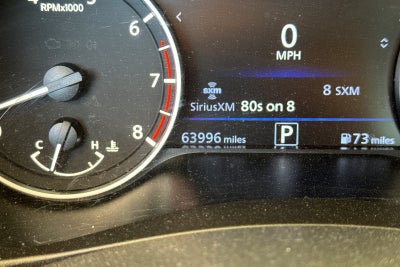 RPMx1000
6
7
8
C H
0
MPH
sxm
8 SXM
SiriusXM 80s on 8
63996 miles
P
73 miles